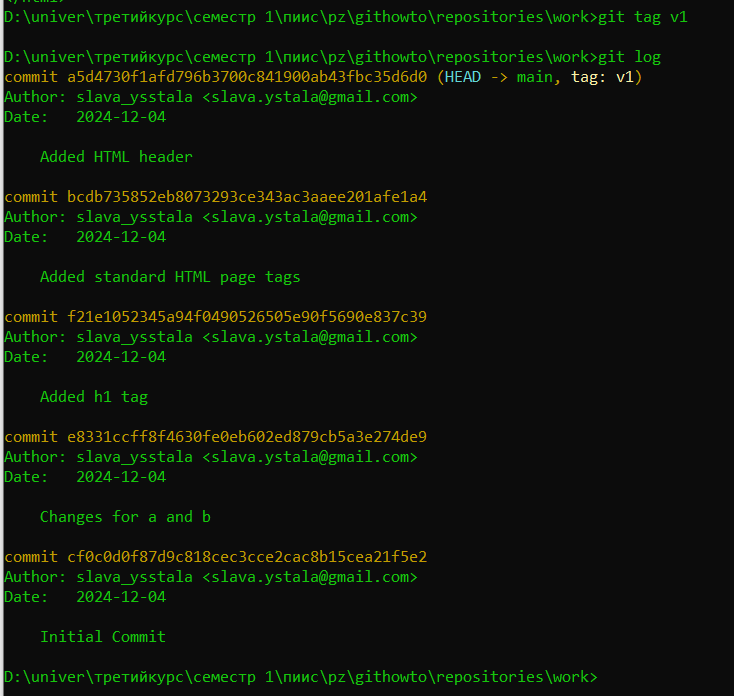 </html>
D:\univer\третийкурс\семестр 1\пиис\pz\githowto\repositories\work>git tag v1
D:\univer\третийкурс\семестр 1\пиис\pz\githowto\repositories\work>git log
commit a5d4730f1afd796b3700c841900ab43fbc35d6d0 (HEAD -> main, tag: v1)
Author: slava_ysstala <slava.ystala@gmail.com>
Date:   2024-12-04
    Added HTML header
commit bcdb735852eb8073293ce343ac3aaee201afe1a4
Author: slava_ysstala <slava.ystala@gmail.com>
Date:   2024-12-04
    Added standard HTML page tags
commit f21e1052345a94f0490526505e90f5690e837c39
Author: slava_ysstala <slava.ystala@gmail.com>
Date:   2024-12-04
    Added h1 tag
commit e8331ccff8f4630fe0eb602ed879cb5a3e274de9
Author: slava_ysstala <slava.ystala@gmail.com>
Date:   2024-12-04
    Changes for a and b
commit cf0c0d0f87d9c818cec3cce2cac8b15cea21f5e2
Author: slava_ysstala <slava.ystala@gmail.com>
Date:   2024-12-04
    Initial Commit
D:\univer\третийкурс\семестр 1\пиис\pz\githowto\repositories\work>